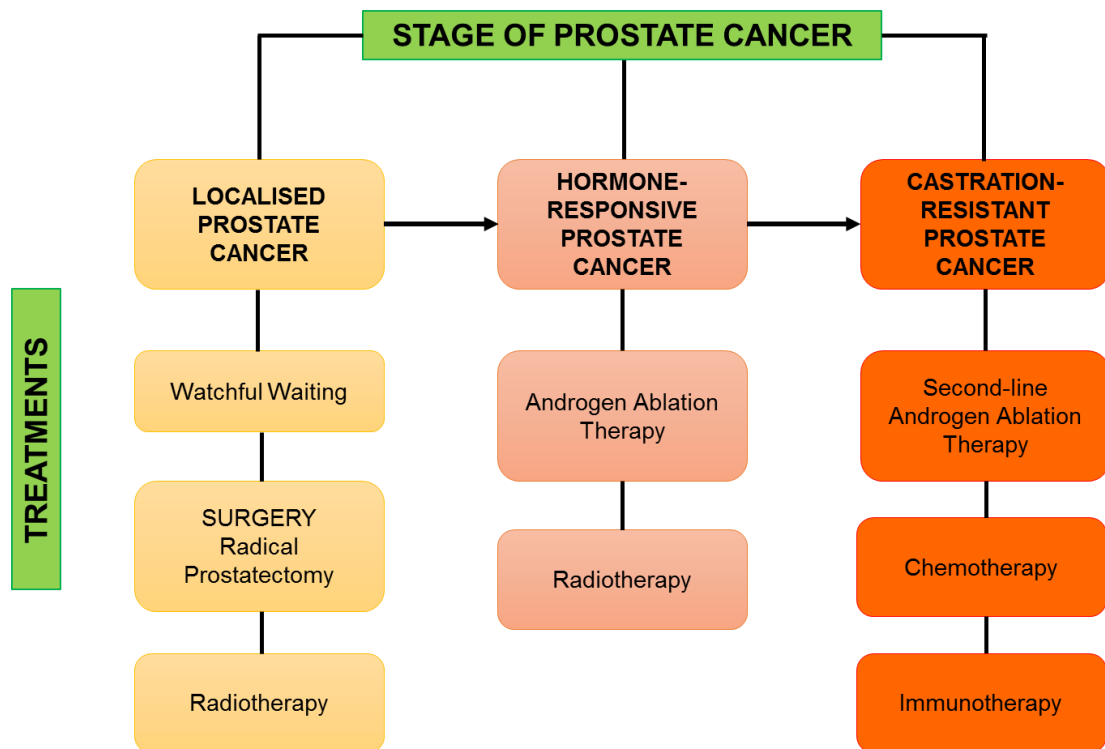 STAGE OF PROSTATE CANCER
LOCALISED
PROSTATE
CANCER
HORMONE-
RESPONSIVE
PROSTATE
CANCER
CASTRATION-
RESISTANT
PROSTATE
CANCER
TREATMENTS
Watchful Waiting
SURGERY
Radical
Prostatectomy
Radiotherapy
Androgen Ablation
Therapy
Radiotherapy
Second-line
Androgen Ablation
Therapy
Chemotherapy
Immunotherapy